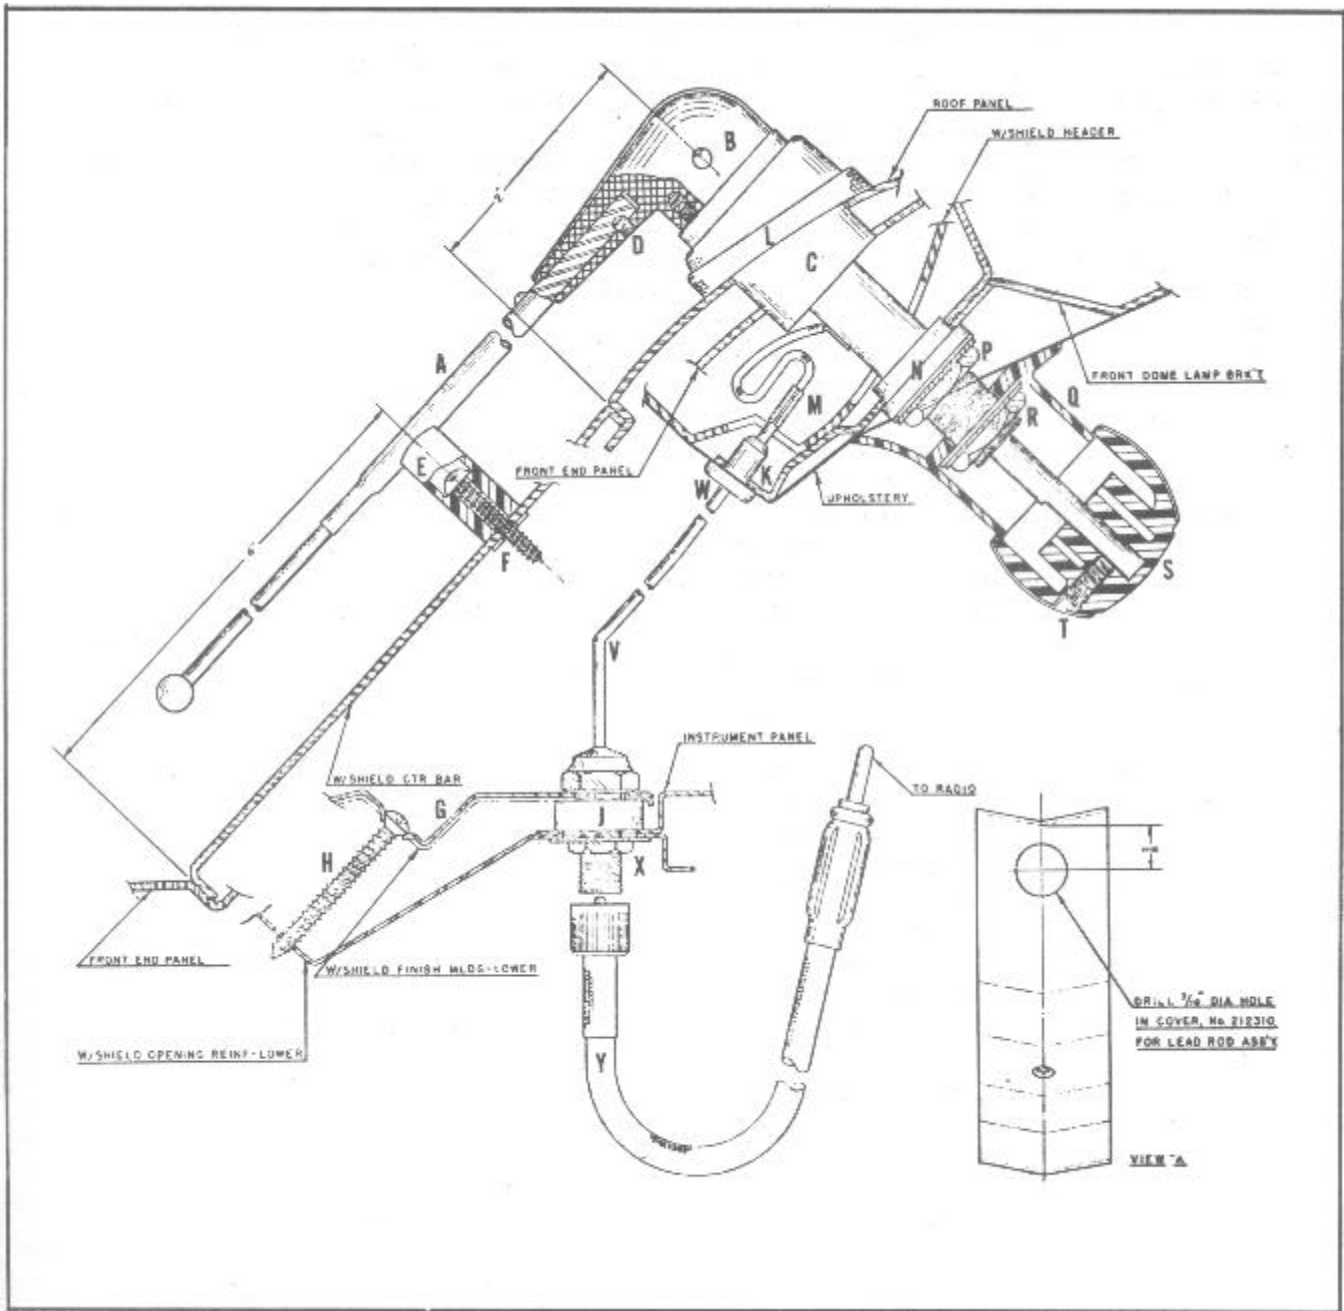 ROOF PANEL
W/SHIELD HEADER
B
2"
D
L
C
A
N
P
FRONT DOME LAMP BRK'T
Q
M
R
E
FRONT END PANEL
W
K
UPHOLSTERY
F
S
6"
T
V
INSTRUMENT PANEL
TO RADIO
W/SHIELD CTR BAR
G
J
H
X
FRONT END PANEL
W/SHIELD FINISH MLDG-LOWER
DRILL DIA HOLE
IN COVER, No. 212310
FOR LEAD ROD ASS'Y
W/SHIELD OPENING REINF-LOWER
Y
VIEW "A"